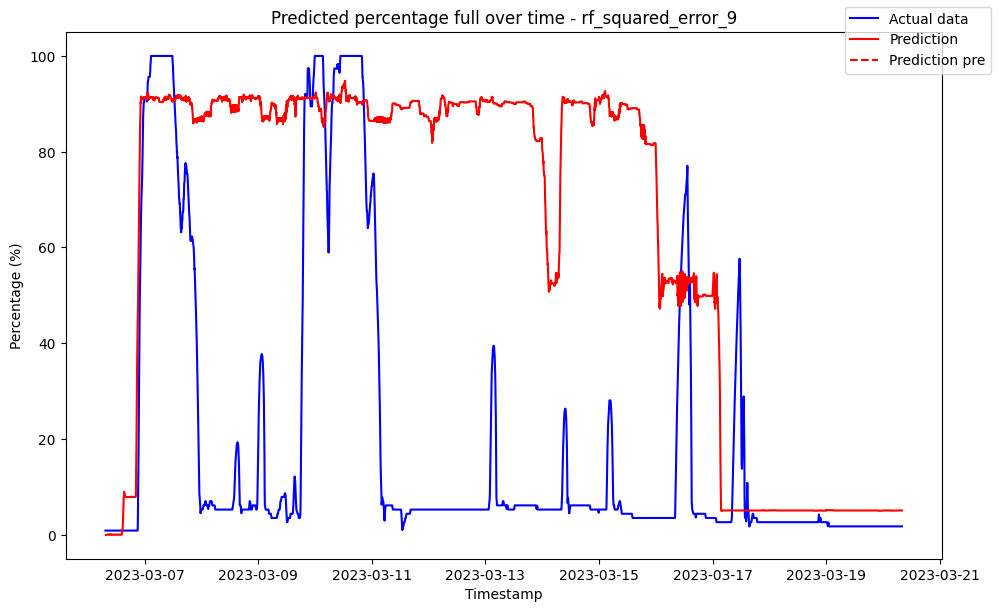 Predicted percentage full over time - rf_squared_error_9
Actual data
Prediction
Prediction pre
100
80
60
40
20
0
Percentage (%)
2023-03-07 2023-03-09 2023-03-11 2023-03-13 2023-03-15 2023-03-17 2023-03-19 2023-03-21
Timestamp